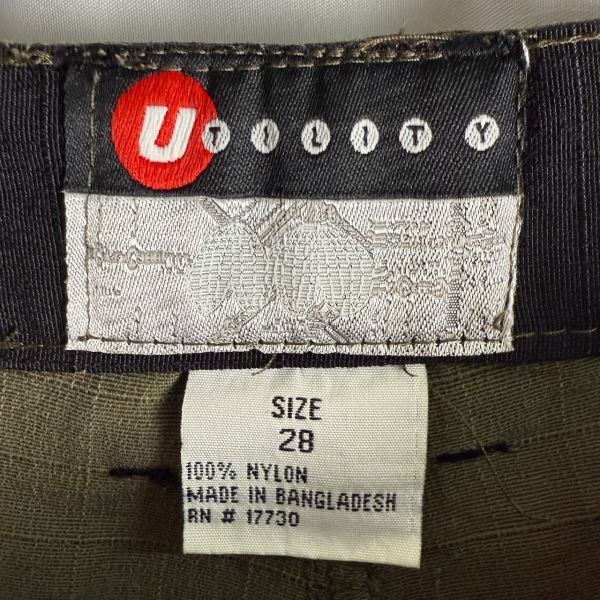 UTILITY
SIZE
28
100% NYLON
MADE IN BANGLADESH
RN # 17730